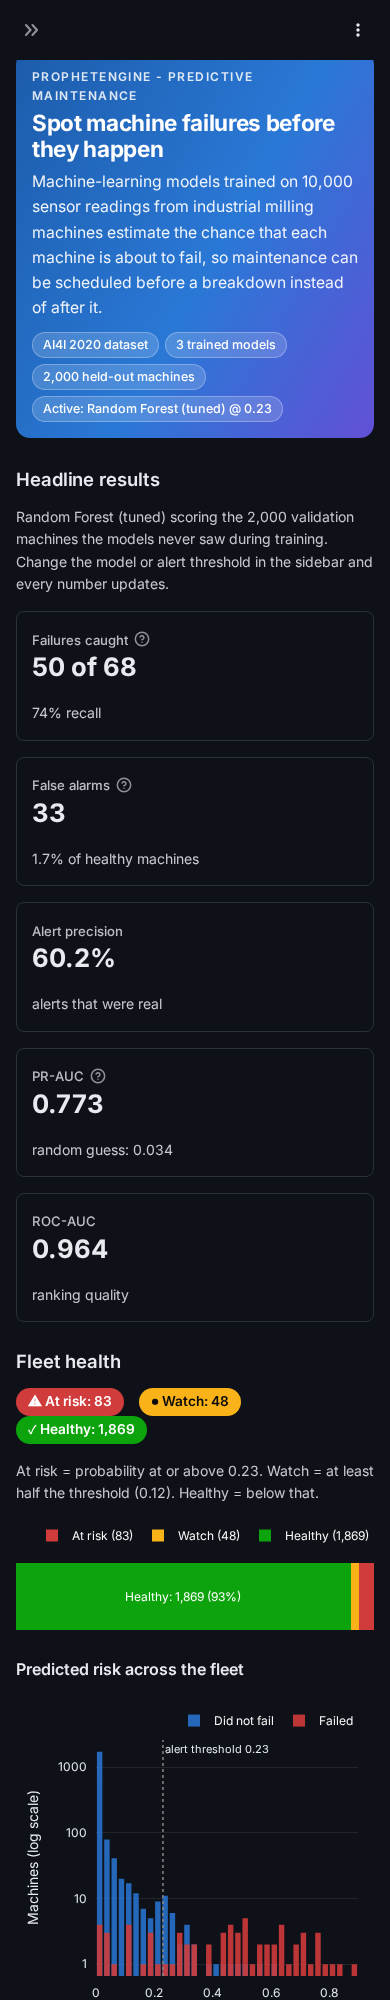 PROPHETENGINE - PREDICTIVE
MAINTENANCE
Spot machine failures before
they happen
Machine-learning models trained on 10,000
sensor readings from industrial milling
machines estimate the chance that each
machine is about to fail, so maintenance can
be scheduled before a breakdown instead
of after it.
AI4I 2020 dataset
3 trained models
2,000 held-out machines
Active: Random Forest (tuned) @ 0.23
Headline results
Random Forest (tuned) scoring the 2,000 validation
machines the models never saw during training.
Change the model or alert threshold in the sidebar and
every number updates.
Failures caught
50 of 68
74% recall
False alarms
33
1.7% of healthy machines
Alert precision
60.2%
alerts that were real
PR-AUC
0.773
random guess: 0.034
ROC-AUC
0.964
ranking quality
Fleet health
⚠ At risk: 83
● Watch: 48
✓ Healthy: 1,869
At risk = probability at or above 0.23. Watch = at least
half the threshold (0.12). Healthy = below that.
At risk (83)
Watch (48)
Healthy (1,869)
Healthy: 1,869 (93%)
Predicted risk across the fleet
Did not fail
Failed
alert threshold 0.23
Machines (log scale)
1000
100
10
1
0
0.2
0.4
0.6
0.8